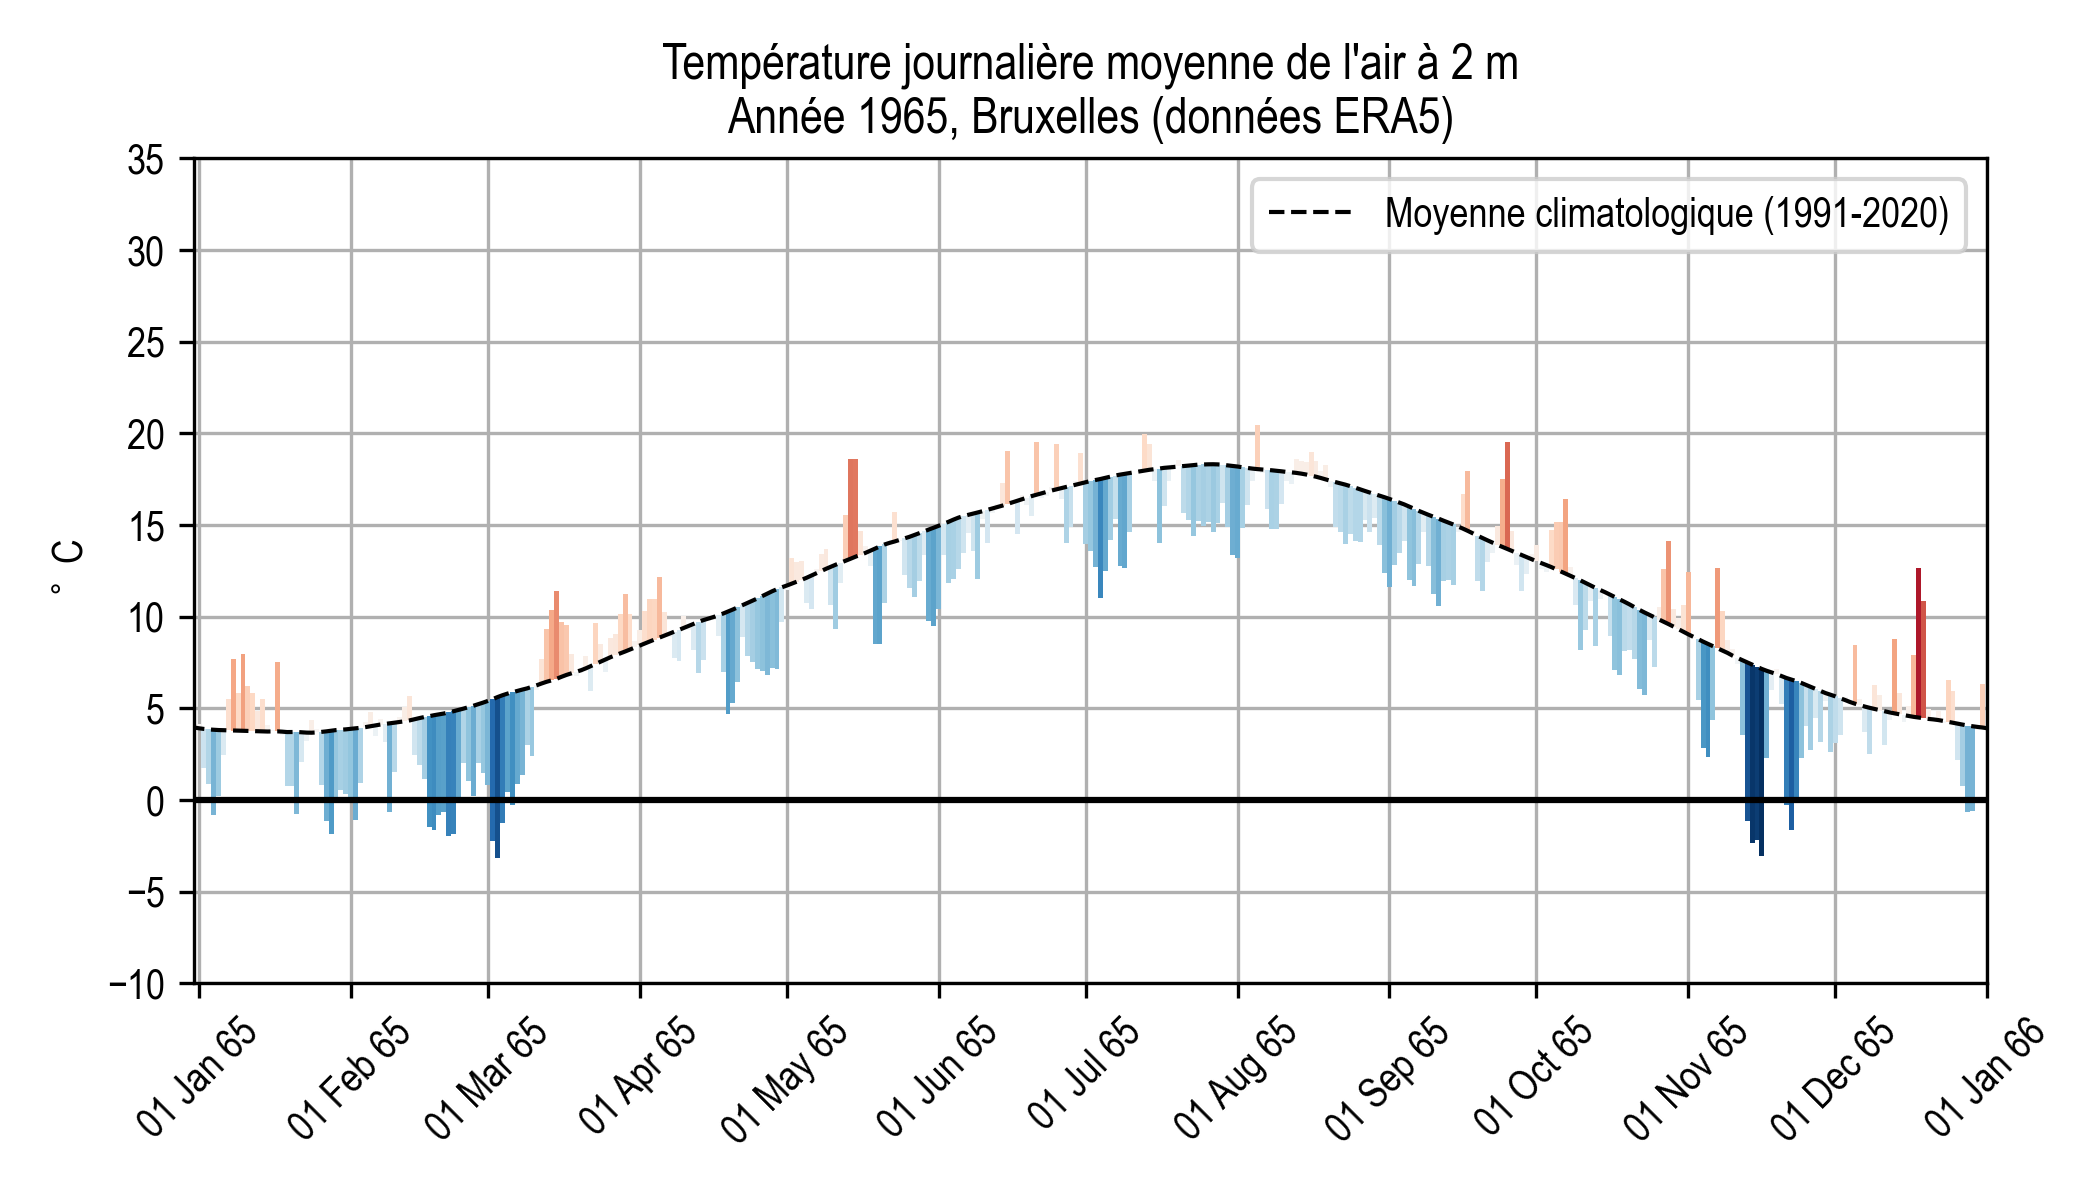 Température journalière moyenne de l'air à 2 m
Année 1965, Bruxelles (données ERA5)
Moyenne climatologique (1991-2020)
° C
35
30
25
20
15
10
5
0
−5
−10
01 Jan 65
01 Feb 65
01 Mar 65
01 Apr 65
01 May 65
01 Jun 65
01 Jul 65
01 Aug 65
01 Sep 65
01 Oct 65
01 Nov 65
01 Dec 65
01 Jan 66